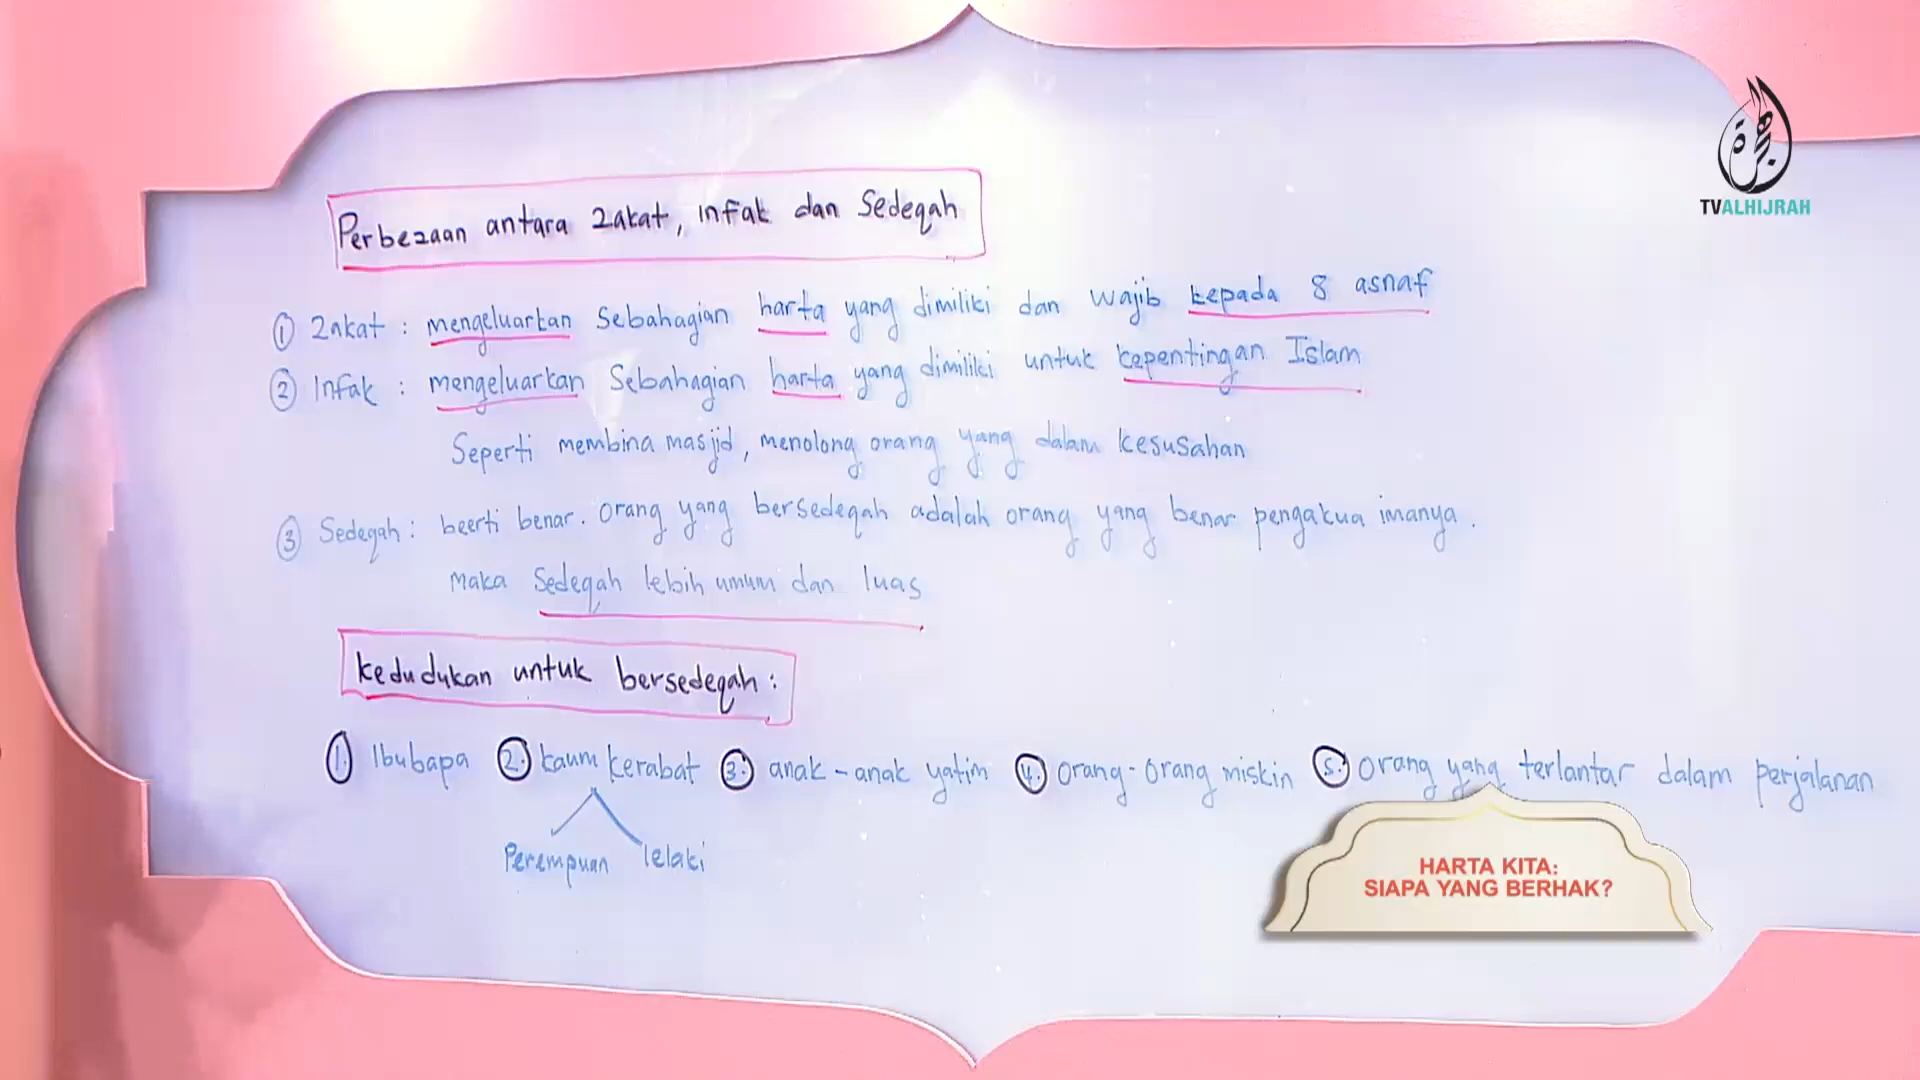 Perbezaan antara Zakat, Infak dan Sedeqah
① Zakat : mengeluarkan Sebahagian harta yang dimiliki dan wajib kepada 8 asnaf
② Infak : mengeluarkan Sebahagian harta yang dimiliki untuk kepentingan Islam
Seperti membina masjid, menolong orang yang dalam kesusahan
③ Sedeqah : beerti benar. Orang yang bersedeqah adalah orang yang benar pengakua imanya.
Maka Sedeqah lebih umum dan luas
kedudukan untuk bersedeqah :
1. Ibubapa 2. kaum kerabat 3. anak-anak yatim 4. orang-orang miskin 5. orang yang terlantar dalam perjalanan
Perempuan lelaki
هجرة
TVALHIJRAH
HARTA KITA:
SIAPA YANG BERHAK?